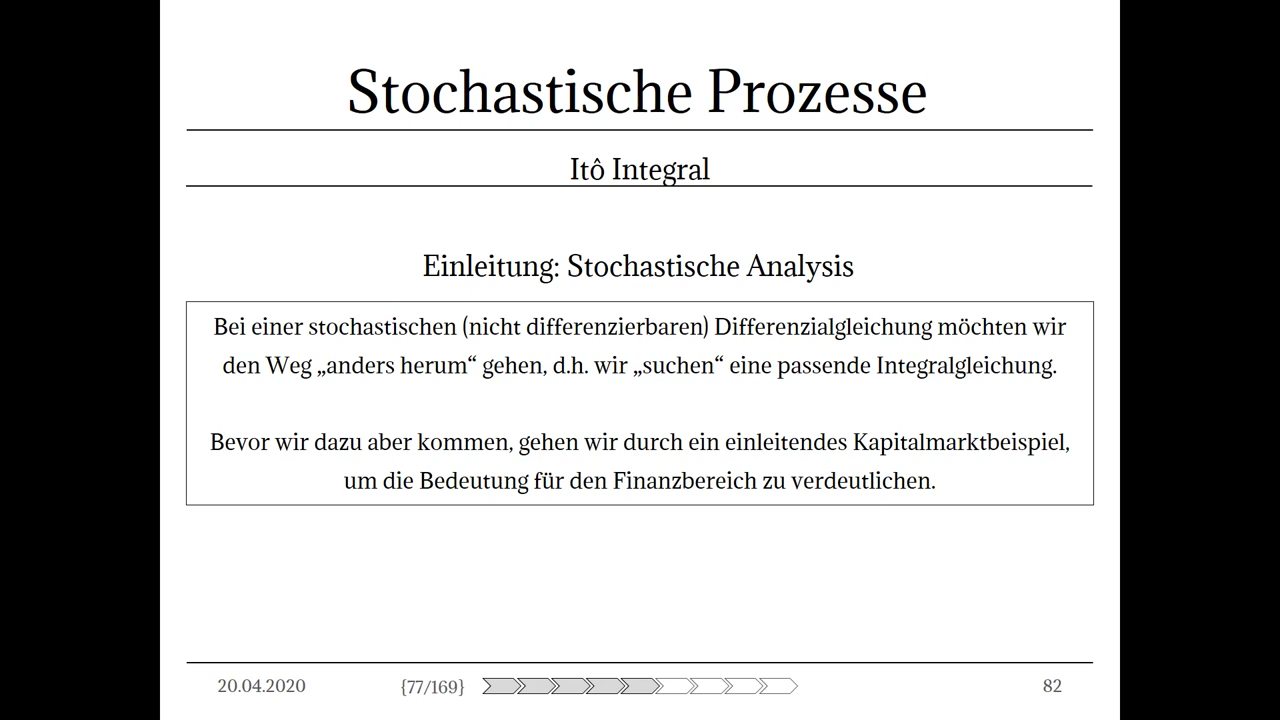 Stochastische Prozesse
Itô Integral
Einleitung: Stochastische Analysis
Bei einer stochastischen (nicht differenzierbaren) Differenzialgleichung möchten wir
den Weg „anders herum“ gehen, d.h. wir „suchen“ eine passende Integralgleichung.
Bevor wir dazu aber kommen, gehen wir durch ein einleitendes Kapitalmarktbeispiel,
um die Bedeutung für den Finanzbereich zu verdeutlichen.
20.04.2020 {77/169} 82